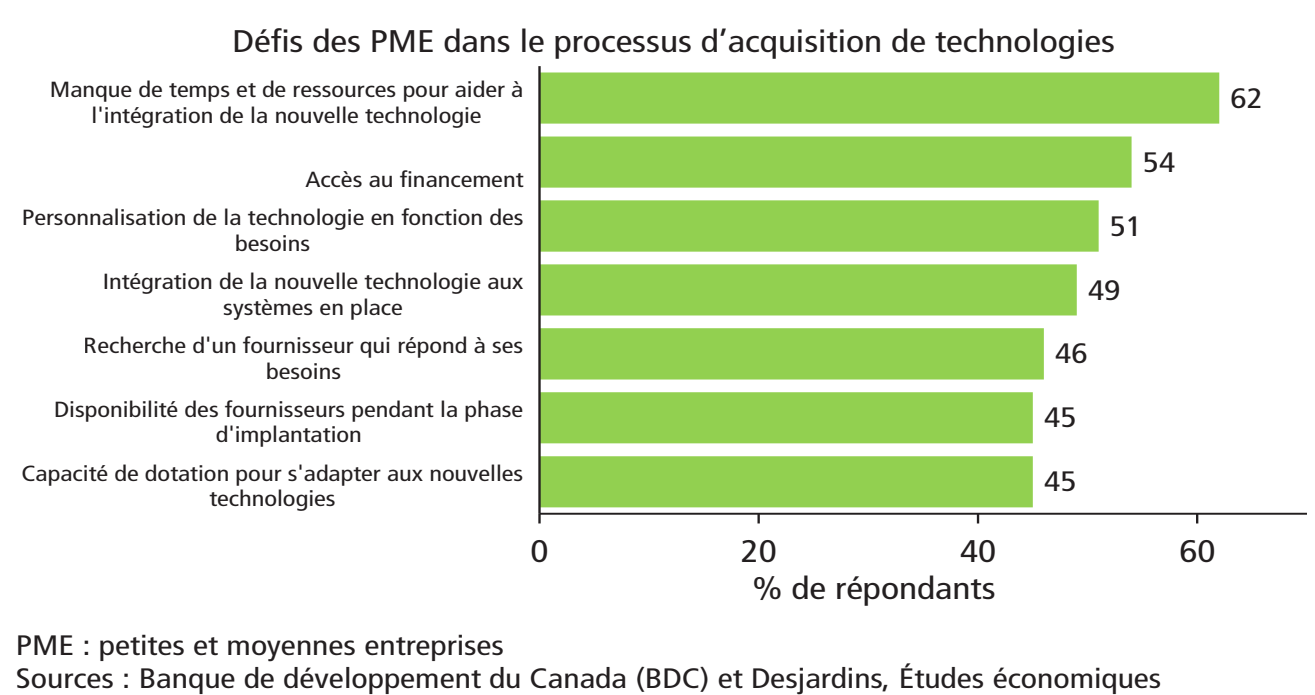 Défis des PME dans le processus d’acquisition de technologies
Manque de temps et de ressources pour aider à
l'intégration de la nouvelle technologie
62
Accès au financement
54
Personnalisation de la technologie en fonction des
besoins
51
Intégration de la nouvelle technologie aux
systèmes en place
49
Recherche d'un fournisseur qui répond à ses
besoins
46
Disponibilité des fournisseurs pendant la phase
d'implantation
45
Capacité de dotation pour s'adapter aux nouvelles
technologies
45
0 20 40 60
% de répondants
PME : petites et moyennes entreprises
Sources : Banque de développement du Canada (BDC) et Desjardins, Études économiques